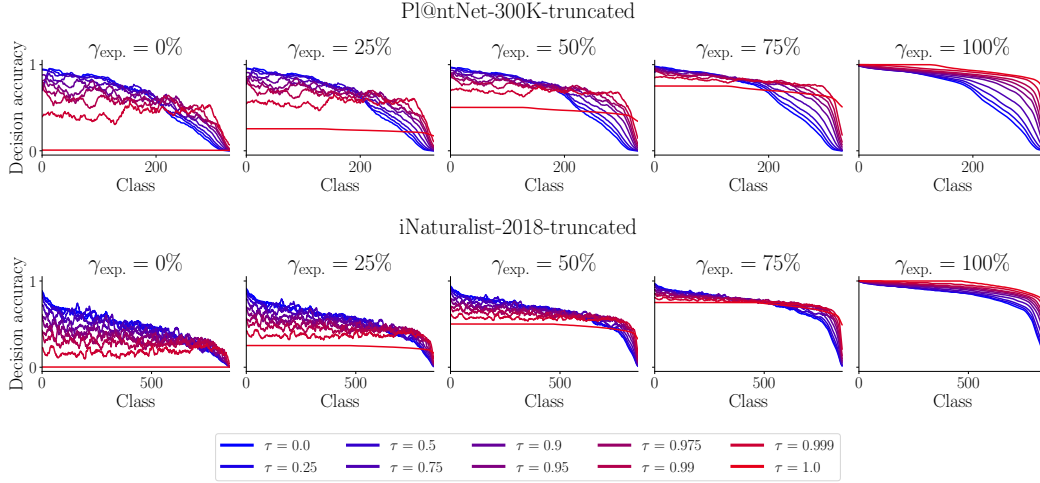 Pl@ntNet-300K-truncated
γexp. = 0% γexp. = 25% γexp. = 50% γexp. = 75% γexp. = 100%
Decision accuracy
1
0
0 200 0 200 0 200 0 200 0 200
Class Class Class Class Class
iNaturalist-2018-truncated
γexp. = 0% γexp. = 25% γexp. = 50% γexp. = 75% γexp. = 100%
Decision accuracy
1
0
0 500 0 500 0 500 0 500 0 500
Class Class Class Class Class
τ = 0.0 τ = 0.5 τ = 0.9 τ = 0.975 τ = 0.999
τ = 0.25 τ = 0.75 τ = 0.95 τ = 0.99 τ = 1.0